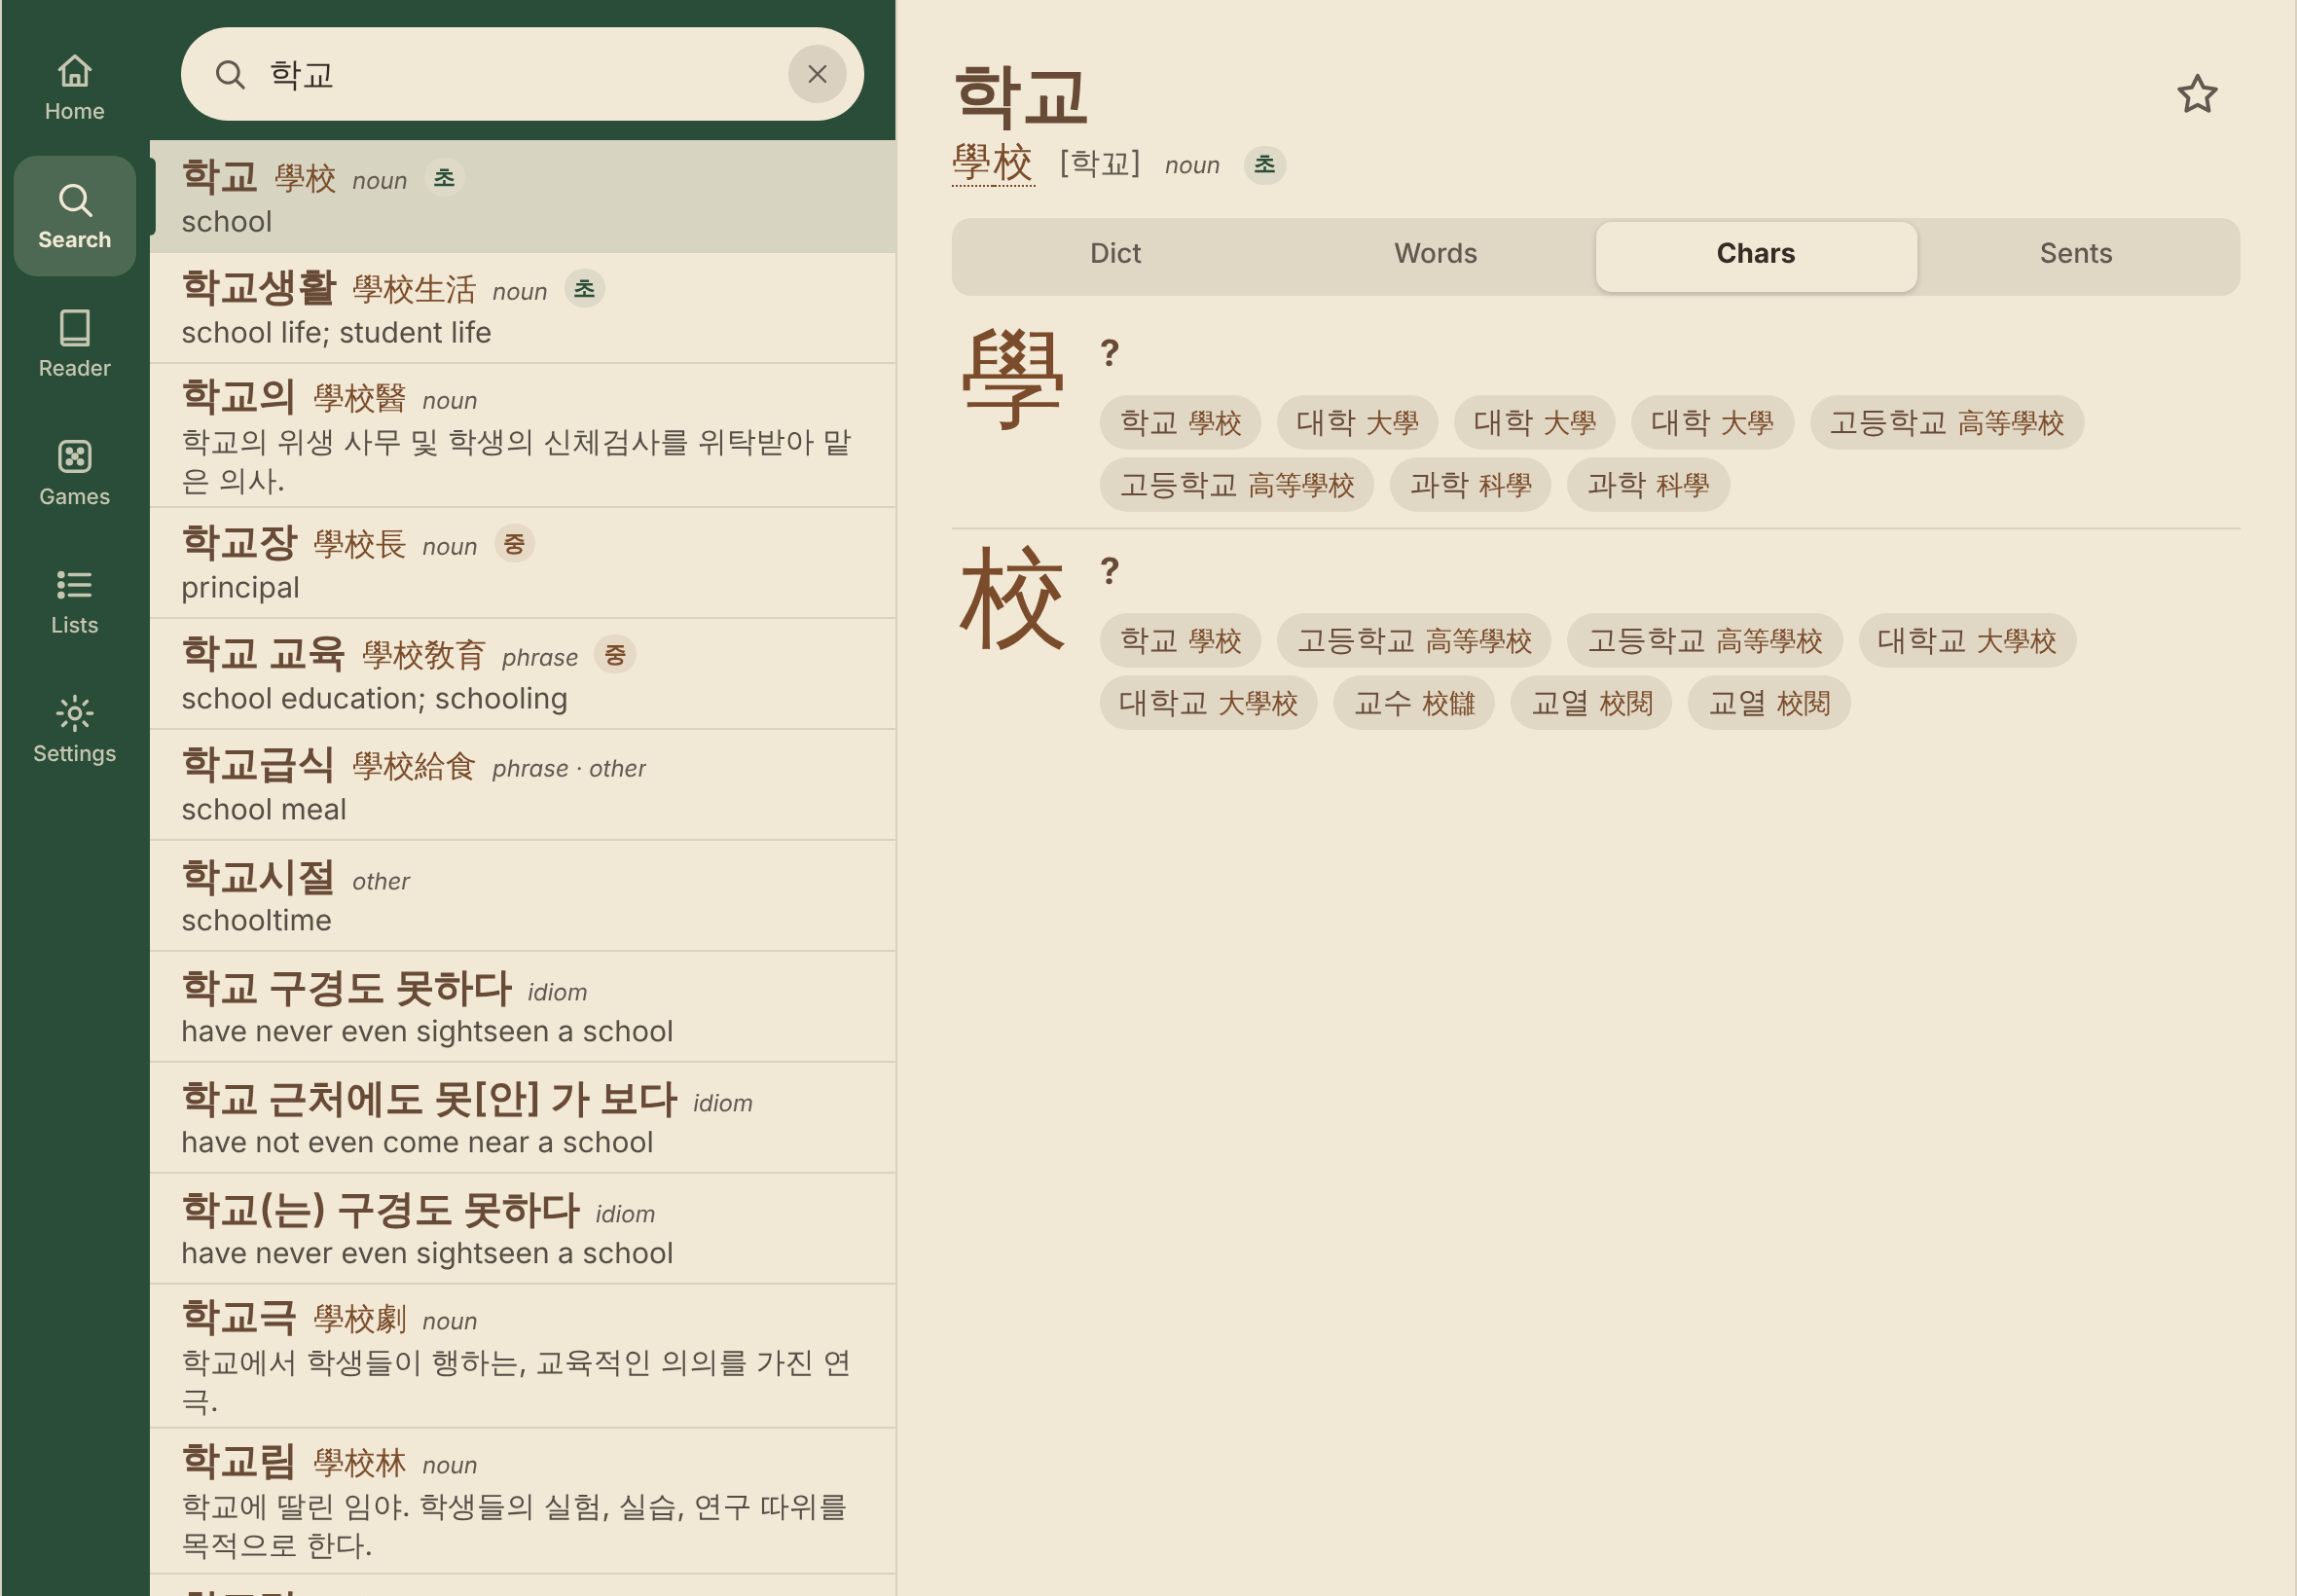 Home
Search
Reader
Games
Lists
Settings
학교
학교 學校 noun 초
school
학교생활 學校生活 noun 초
school life; student life
학교의 學校醫 noun
학교의 위생 사무 및 학생의 신체검사를 위탁받아 맡
은 의사.
학교장 學校長 noun 중
principal
학교 교육 學校敎育 phrase 중
school education; schooling
학교급식 學校給食 phrase · other
school meal
학교시절 other
schooltime
학교 구경도 못하다 idiom
have never even sightseen a school
학교 근처에도 못[안] 가 보다 idiom
have not even come near a school
학교(는) 구경도 못하다 idiom
have never even sightseen a school
학교극 學校劇 noun
학교에서 학생들이 행하는, 교육적인 의의를 가진 연
극.
학교림 學校林 noun
학교에 딸린 임야. 학생들의 실험, 실습, 연구 따위를
목적으로 한다.
학교
學校 [학꾜] noun 초
Dict Words Chars Sents
學 ?
학교 學校 대학 大學 대학 大學 대학 大學 고등학교 高等學校
고등학교 高等學校 과학 科學 과학 科學
校 ?
학교 學校 고등학교 高等學校 고등학교 高等學校 대학교 大學校
대학교 大學校 교수 校讎 교열 校閱 교열 校閱